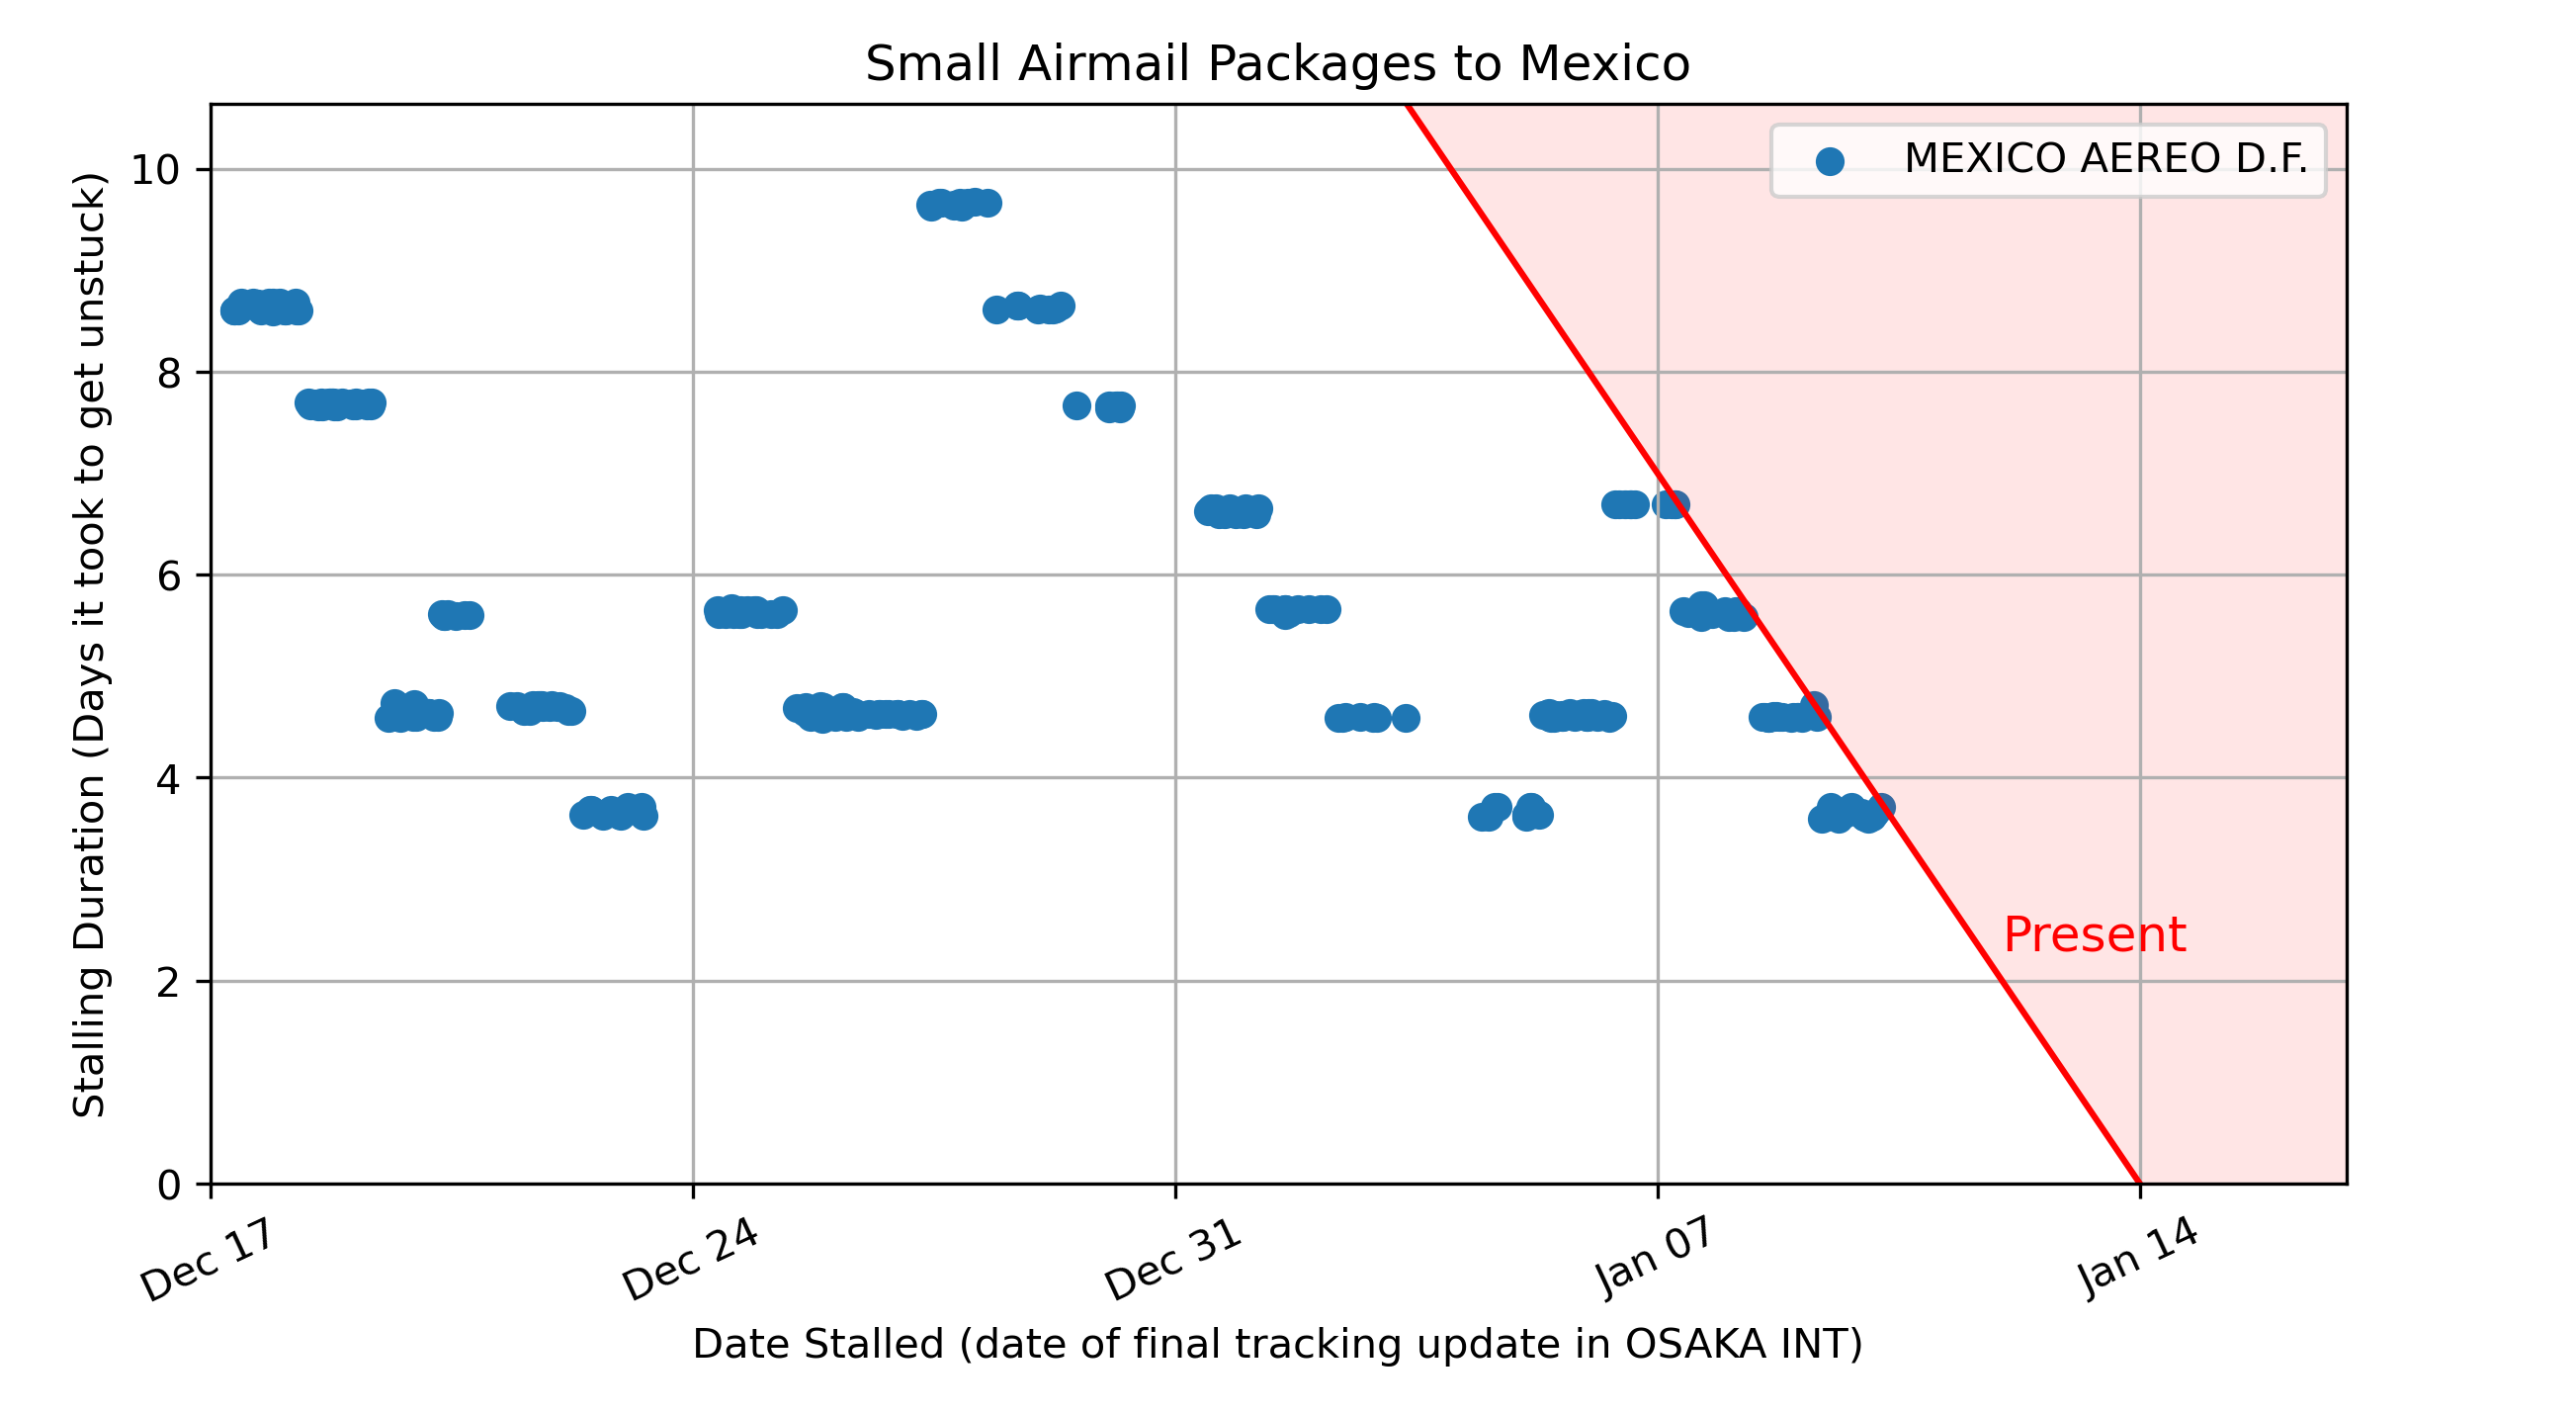 Small Airmail Packages to Mexico
MEXICO AEREO D.F.
Stalling Duration (Days it took to get unstuck)
10
8
6
4
2
0
Present
Dec 17
Dec 24
Dec 31
Jan 07
Jan 14
Date Stalled (date of final tracking update in OSAKA INT)